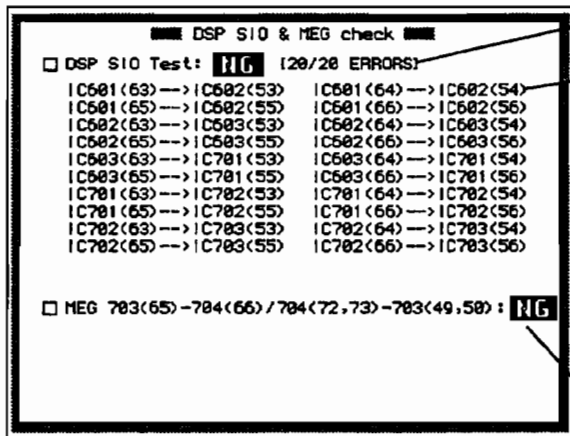 DSP SIO & MEG check
DSP SIO Test: NG [20/20 ERRORS]
IC601(63)-->IC602(53) IC601(64)-->IC602(54)
IC601(65)-->IC602(55) IC601(66)-->IC602(56)
IC602(63)-->IC603(53) IC602(64)-->IC603(54)
IC602(65)-->IC603(55) IC602(66)-->IC603(56)
IC603(63)-->IC701(53) IC603(64)-->IC701(54)
IC603(65)-->IC701(55) IC603(66)-->IC701(56)
IC701(63)-->IC702(53) IC701(64)-->IC702(54)
IC701(65)-->IC702(55) IC701(66)-->IC702(56)
IC702(63)-->IC703(53) IC702(64)-->IC703(54)
IC702(65)-->IC703(55) IC702(66)-->IC703(56)
MEG 703(65)-704(66)/704(72,73)-703(49,50): NG